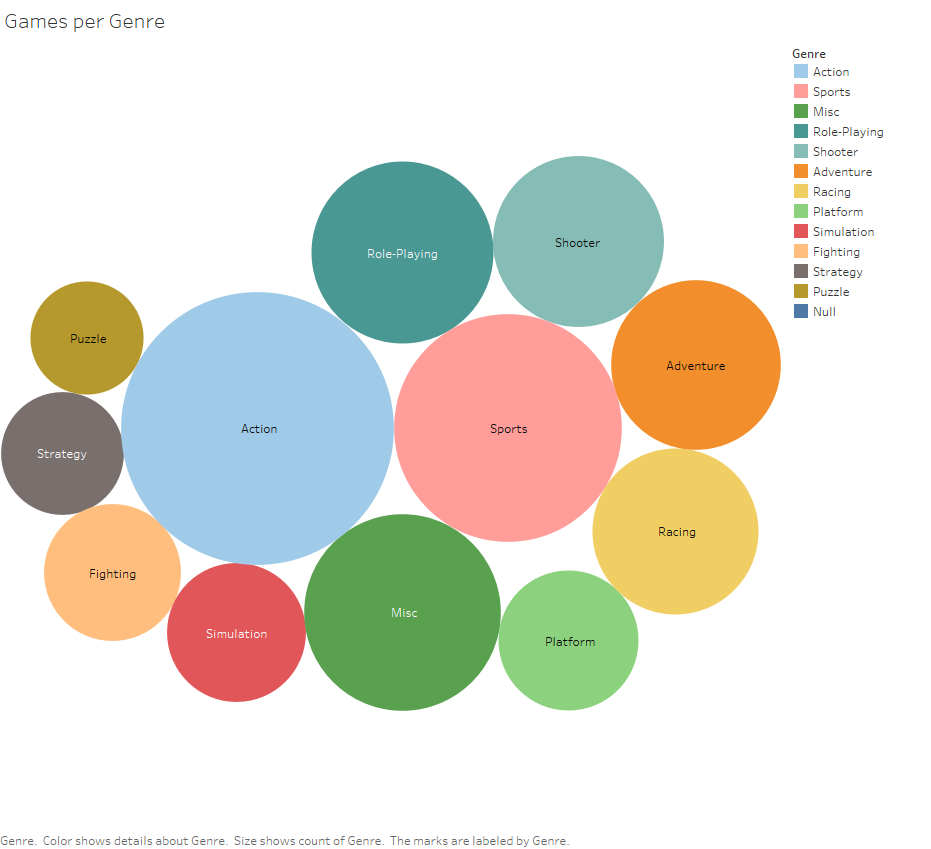 Games per Genre
Genre
Action
Sports
Misc
Role-Playing
Shooter
Adventure
Racing
Platform
Simulation
Fighting
Strategy
Puzzle
Null
Role-Playing
Shooter
Puzzle
Adventure
Action
Sports
Strategy
Racing
Fighting
Misc
Simulation
Platform
Genre.  Color shows details about Genre.  Size shows count of Genre.  The marks are labeled by Genre.